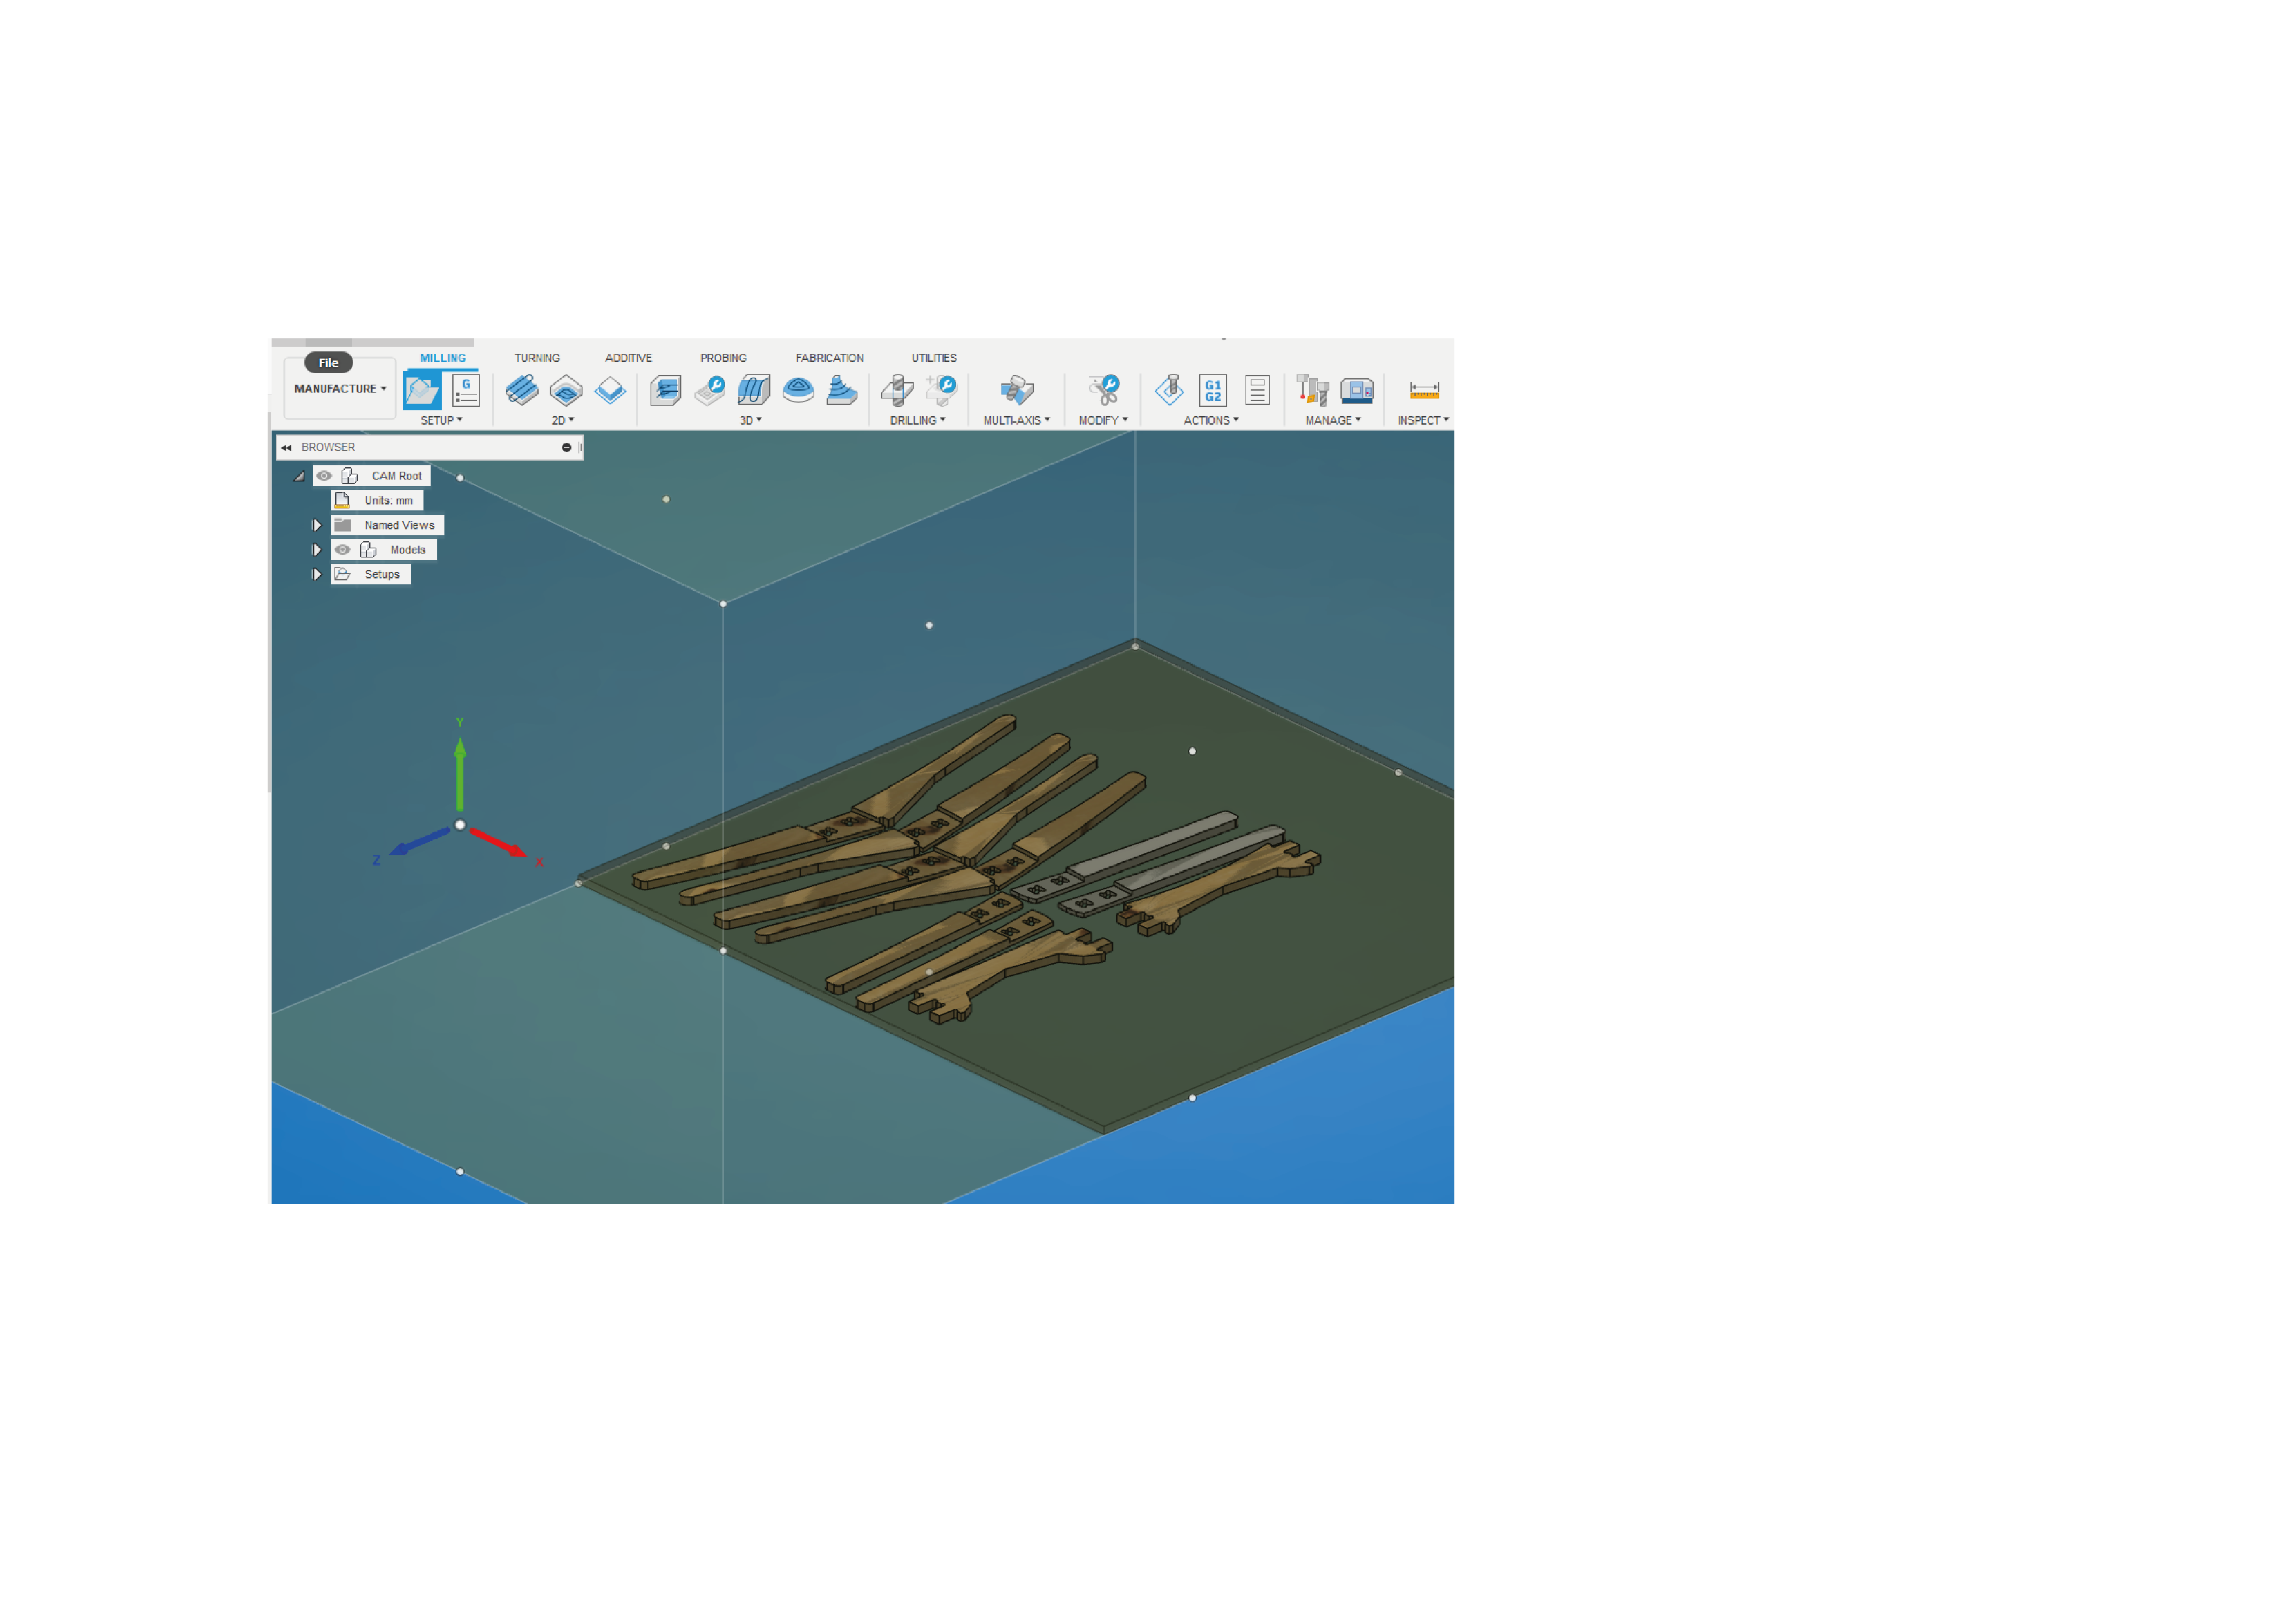 File
MILLING TURNING ADDITIVE PROBING FABRICATION UTILITIES
MANUFACTURE
G
G1
G2
SETUP 2D 3D DRILLING MULTI-AXIS MODIFY ACTIONS MANAGE INSPECT
BROWSER
CAM Root
Units: mm
Named Views
Models
Setups
Y
Z
X